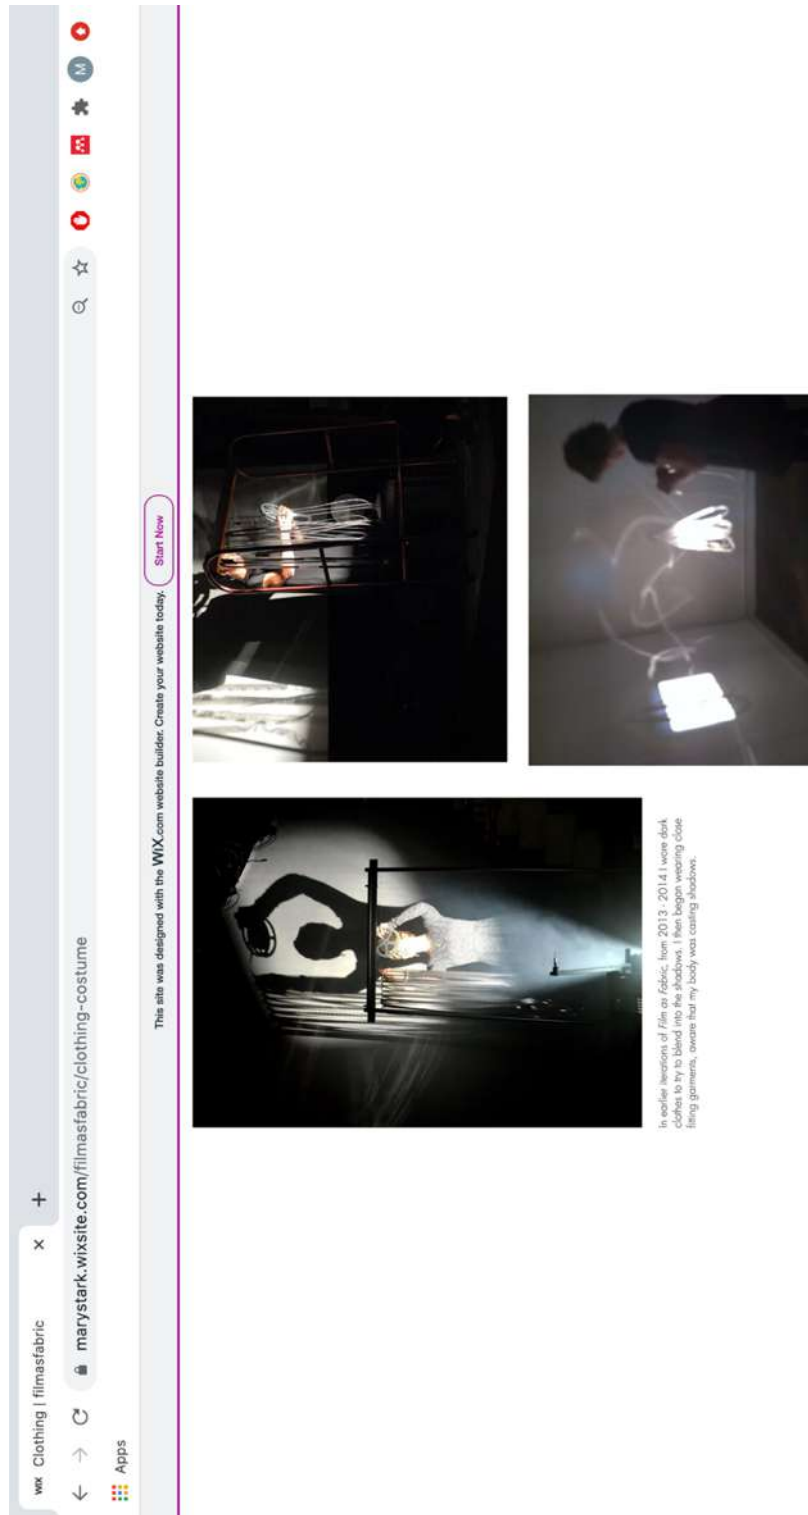 WIX Clothing | filmasfabric
marystark.wixsite.com/filmasfabric/clothing-costume
M
Apps
This site was designed with the WIX.com website builder. Create your website today. Start Now
In earlier iterations of Film as Fabric, from 2013 - 2014 I wore dark
clothes to try to blend into the shadows. I then began wearing close
fitting garments, aware that my body was casting shadows.